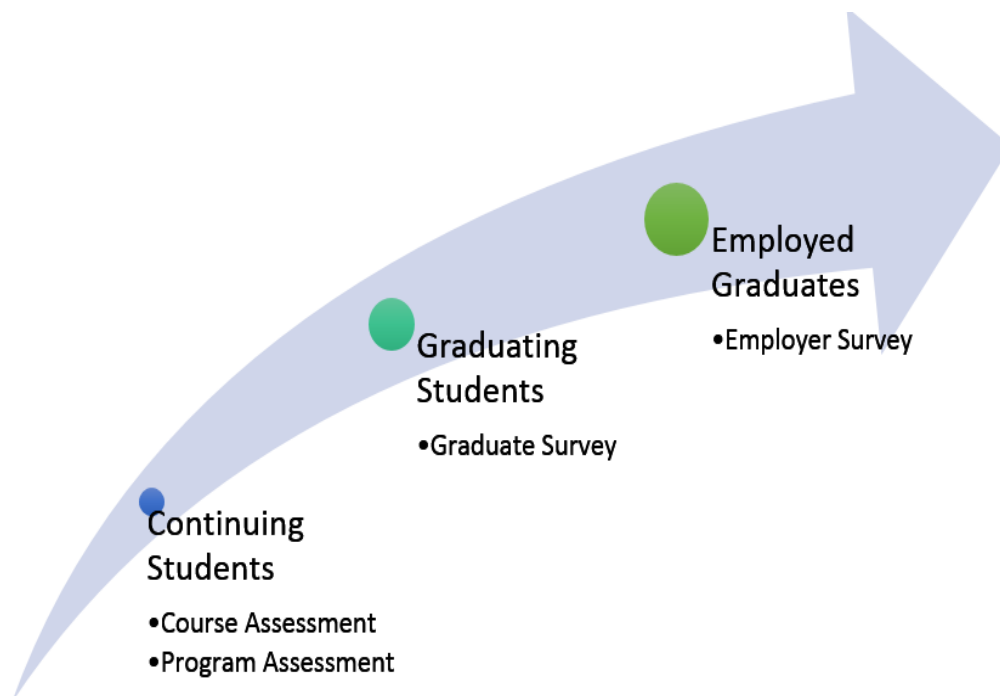 Employed
Graduates
•Employer Survey
Graduating
Students
•Graduate Survey
Continuing
Students
•Course Assessment
•Program Assessment